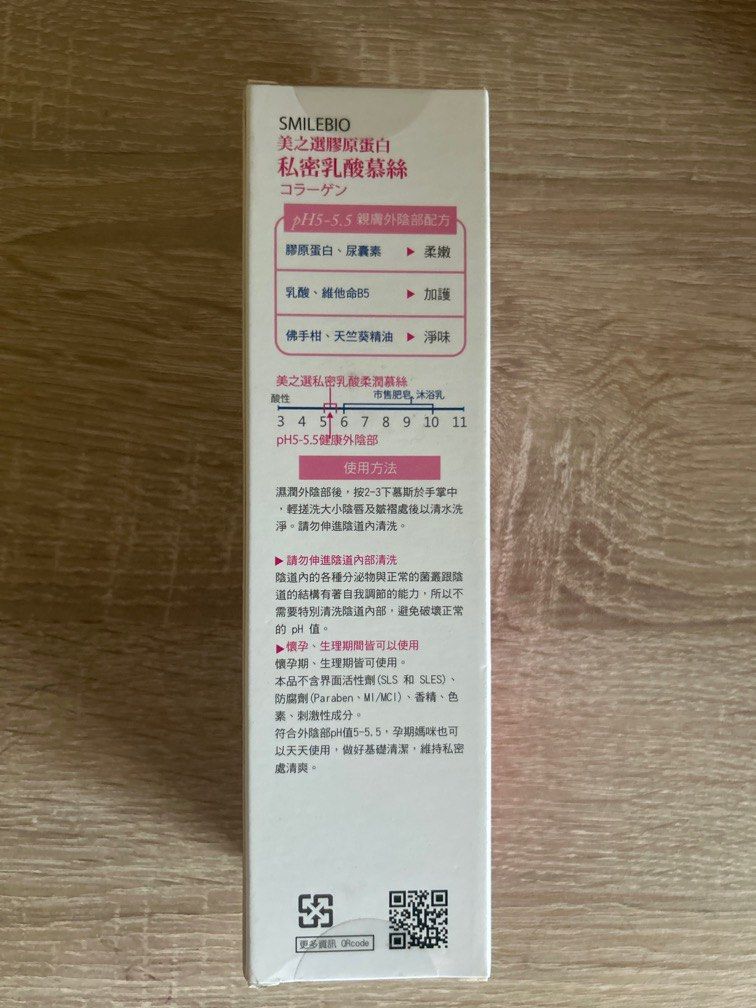 SMILEBIO
美之選膠原蛋白
私密乳酸慕絲
コラーゲン
pH5-5.5 親膚外陰部配方
膠原蛋白、尿囊素 ▶ 柔嫩
乳酸、維他命B5 ▶ 加護
佛手柑、天竺葵精油 ▶ 淨味
美之選私密乳酸柔潤慕絲
酸性
市售肥皂,沐浴乳
3 4 5 6 7 8 9 10 11
pH5-5.5健康外陰部
使用方法
濕潤外陰部後，按2-3下慕斯於手掌中
，輕搓洗大小陰唇及皺褶處後以清水洗
淨。請勿伸進陰道內清洗。
▶請勿伸進陰道內部清洗
陰道內的各種分泌物與正常的菌叢跟陰
道的結構有著自我調節的能力，所以不
需要特別清洗陰道內部，避免破壞正常
的 pH 值。
▶懷孕、生理期間皆可以使用
懷孕期、生理期皆可使用。
本品不含界面活性劑(SLS 和 SLES)、
防腐劑(Paraben、MI/MCI)、香精、色
素、刺激性成分。
符合外陰部pH值5-5.5，孕期媽咪也可
以天天使用，做好基礎清潔，維持私密
處清爽。
更多資訊 QRcode